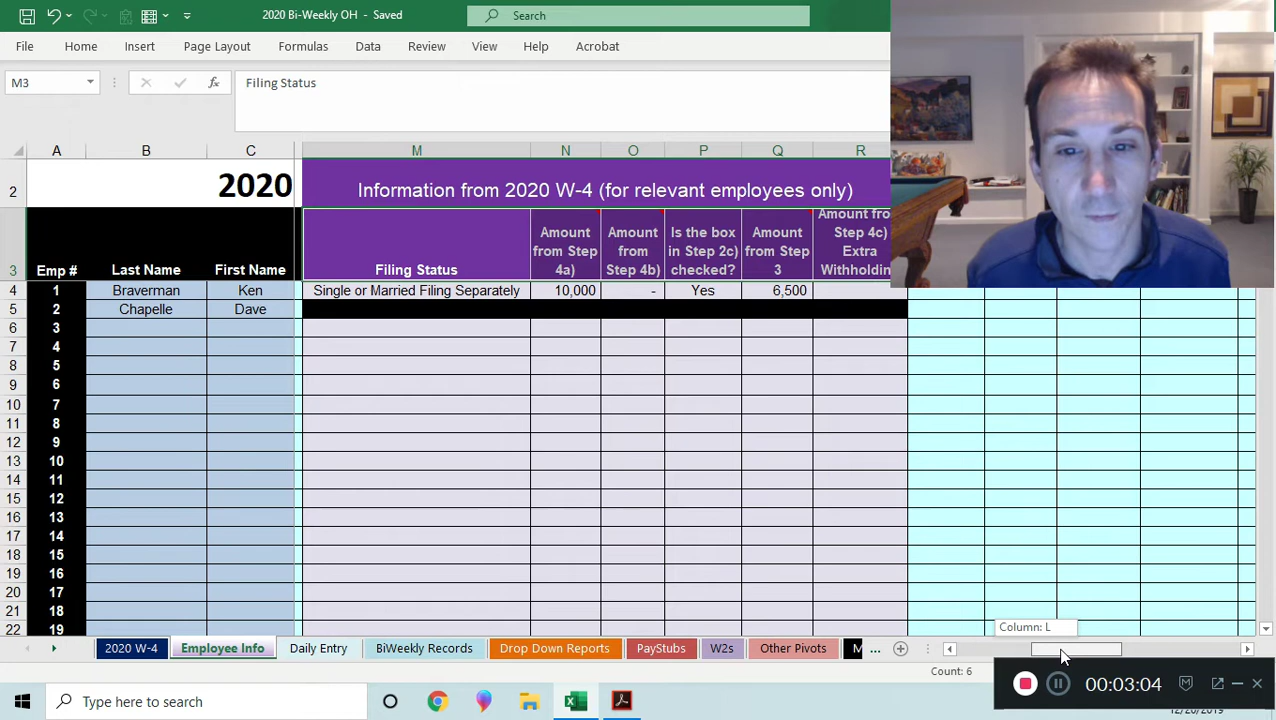 2020 Bi-Weekly OH - Saved
Search
File Home Insert Page Layout Formulas Data Review View Help Acrobat
M3 fx Filing Status
A B C M N O P Q R
2 2020 Information from 2020 W-4 (for relevant employees only)
3 Emp # Last Name First Name Filing Status Amount from Step 4a) Amount from Step 4b) Is the box in Step 2c) checked? Amount from Step 3 Step 4c) Extra
4 1 Braverman Ken Single or Married Filing Separately 10,000 - Yes 6,500
5 2 Chapelle Dave
6 3
7 4
8 5
9 6
10 7
11 8
12 9
13 10
14 11
15 12
16 13
17 14
18 15
19 16
20 17
21 18
22 19
Column: L
2020 W-4 Employee Info Daily Entry BiWeekly Records Drop Down Reports PayStubs W2s Other Pivots M ...
Count: 6
00:03:04
Type here to search